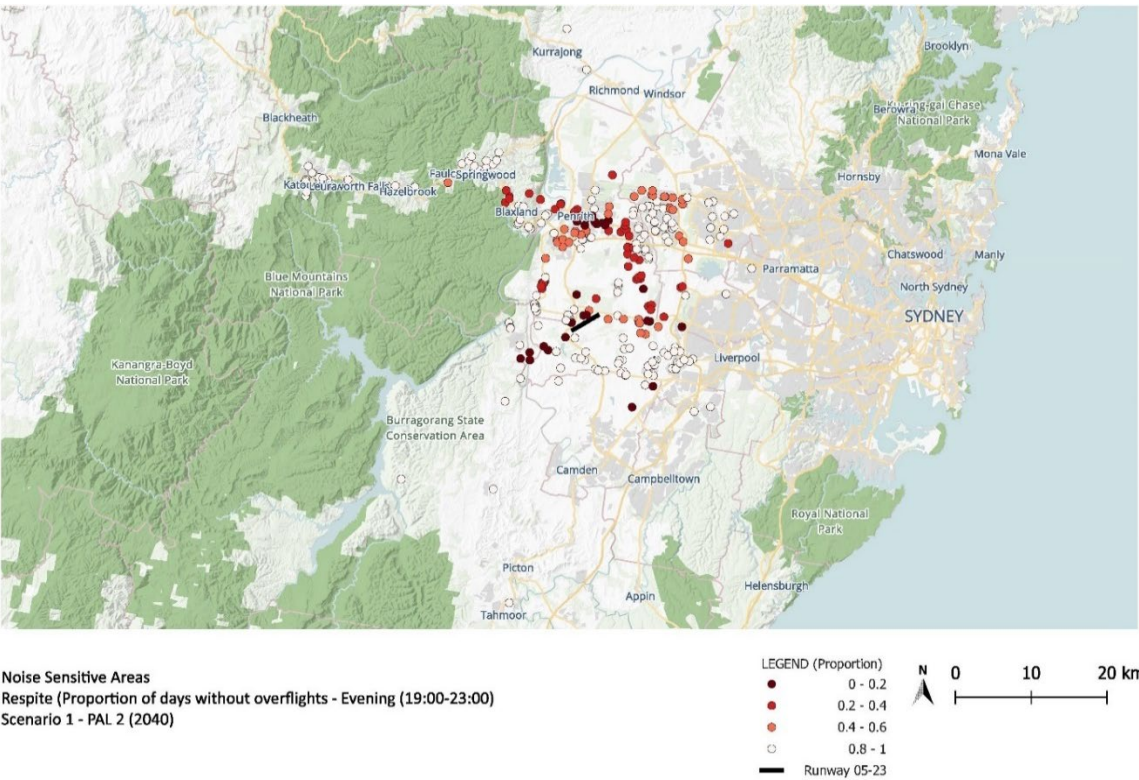 Kurrajong
Brooklyn
Richmond
Windsor
Berowra
Ku-ring-gai Chase
National Park
Blackheath
Mona Vale
Hornsby
Springwood
Hazelbrook
Blaxland
Penrith
Chatswood
Manly
Parramatta
Blue Mountains
National Park
North Sydney
SYDNEY
Liverpool
Kanangra-Boyd
National Park
Burragorang State
Conservation Area
Camden
Campbelltown
Royal National
Park
Picton
Helensburgh
Appin
Tahmoor
Noise Sensitive Areas
Respite (Proportion of days without overflights - Evening (19:00-23:00)
Scenario 1 - PAL 2 (2040)
LEGEND (Proportion)
0 - 0.2
0.2 - 0.4
0.4 - 0.6
0.8 - 1
Runway 05-23
N
0 10 20 km